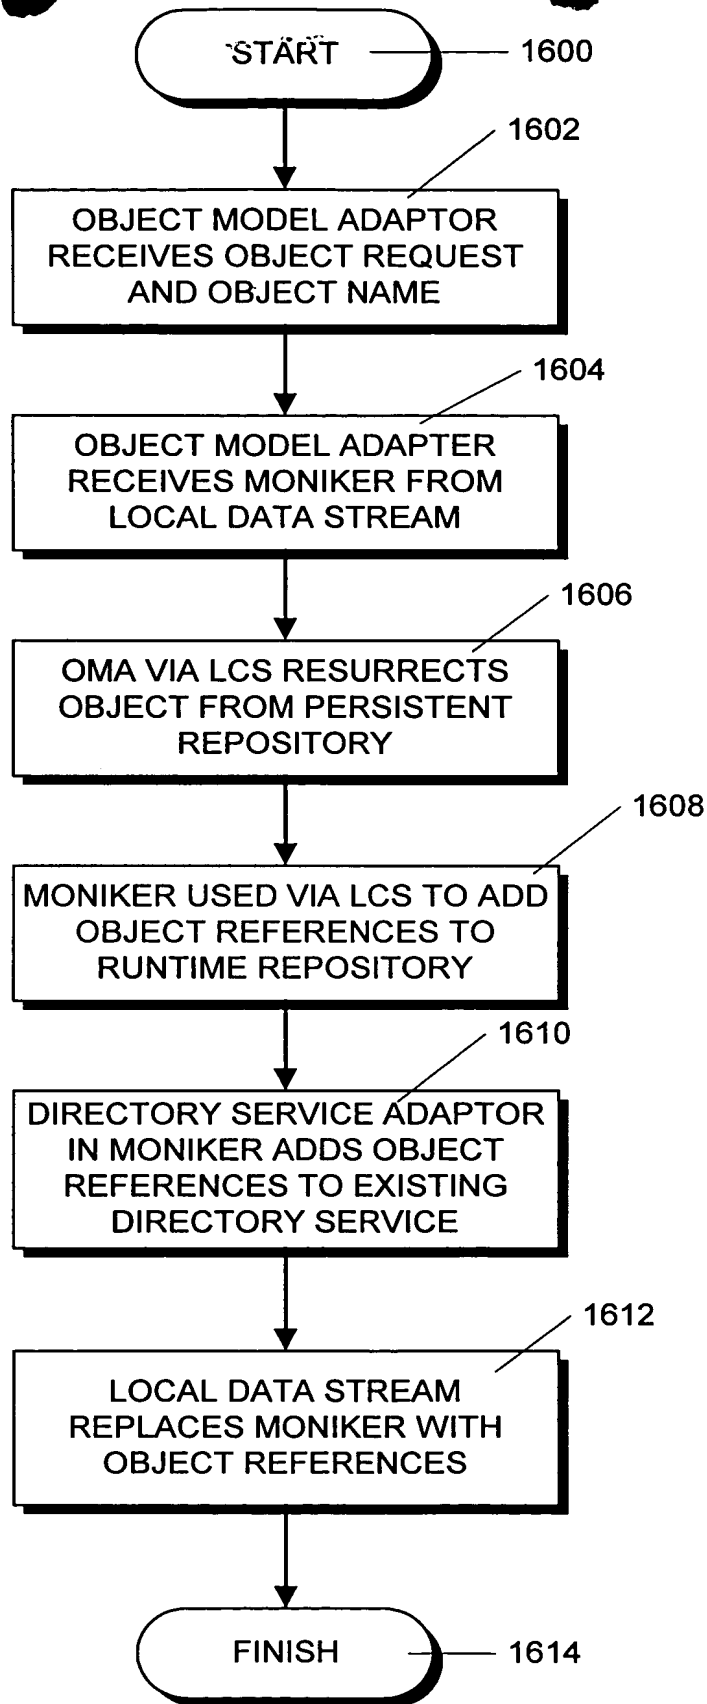 START
1600
1602
OBJECT MODEL ADAPTOR
RECEIVES OBJECT REQUEST
AND OBJECT NAME
1604
OBJECT MODEL ADAPTER
RECEIVES MONIKER FROM
LOCAL DATA STREAM
1606
OMA VIA LCS RESURRECTS
OBJECT FROM PERSISTENT
REPOSITORY
1608
MONIKER USED VIA LCS TO ADD
OBJECT REFERENCES TO
RUNTIME REPOSITORY
1610
DIRECTORY SERVICE ADAPTOR
IN MONIKER ADDS OBJECT
REFERENCES TO EXISTING
DIRECTORY SERVICE
1612
LOCAL DATA STREAM
REPLACES MONIKER WITH
OBJECT REFERENCES
FINISH
1614